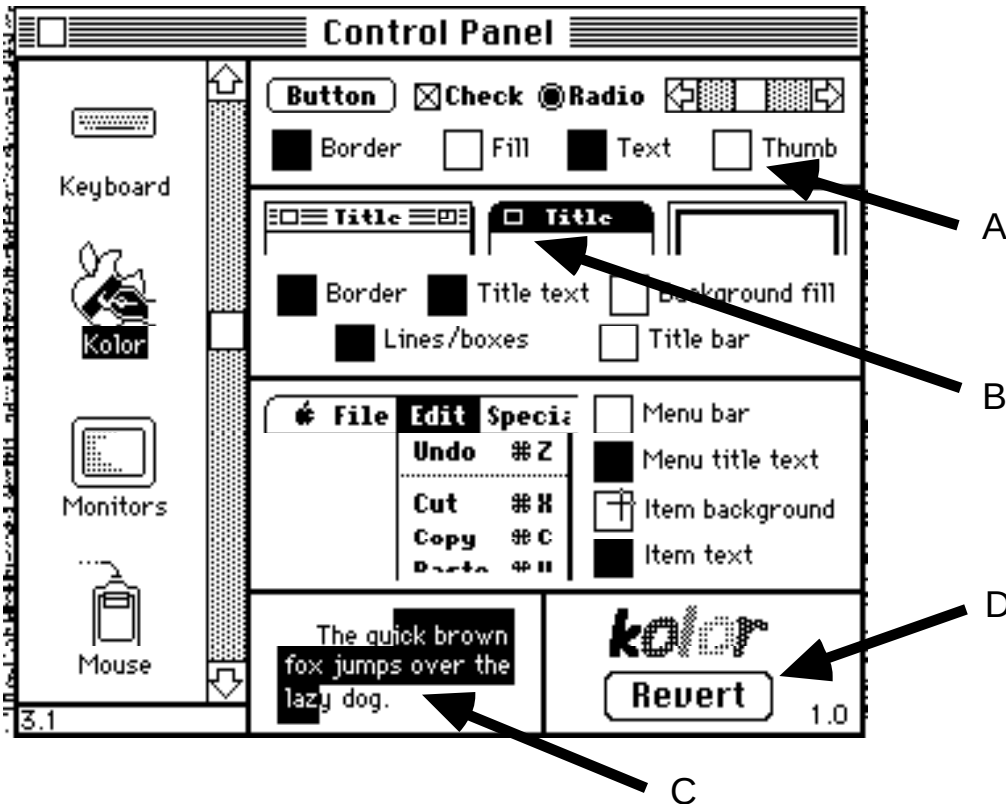 Control Panel
Keyboard
Kolor
Monitors
Mouse
3.1
Button Check Radio
Border Fill Text Thumb
Title Title
Border Title text Background fill
Lines/boxes Title bar
File Edit Specia
Undo ⌘Z
Cut ⌘X
Copy ⌘C
Menu bar
Menu title text
Item background
Item text
The quick brown
fox jumps over the
lazy dog.
kolor
Revert
1.0
A
B
C
D